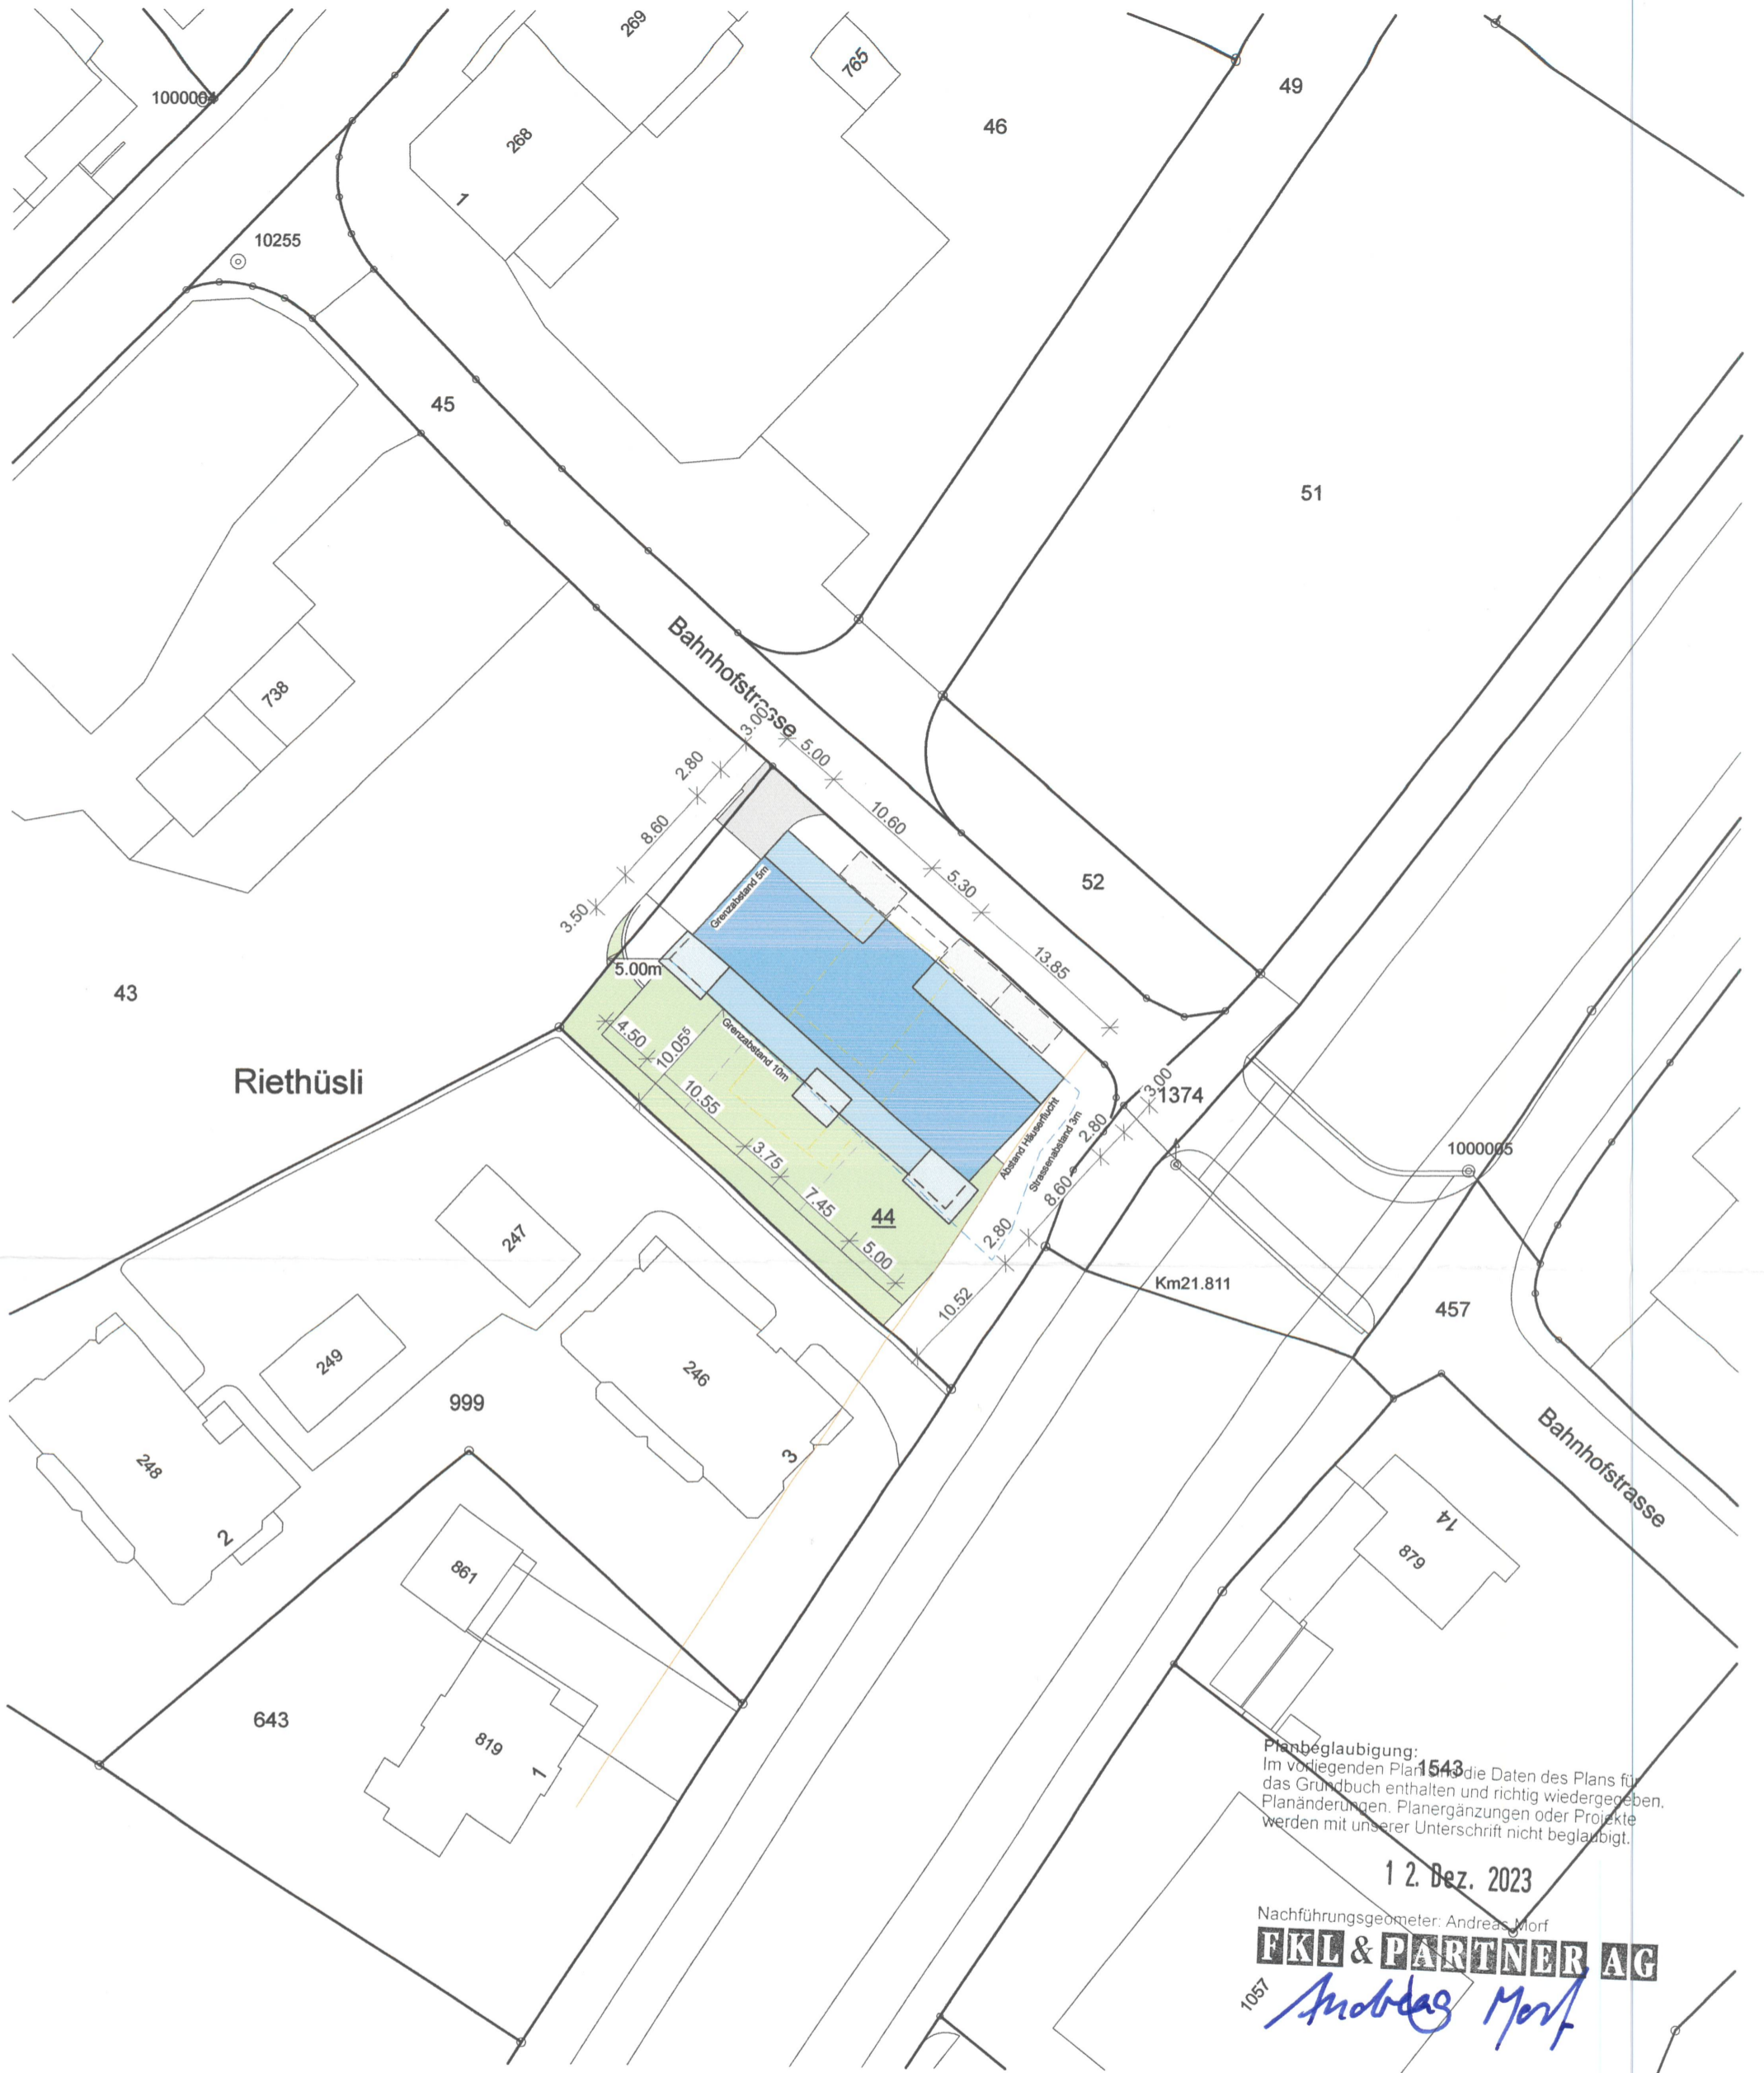 269
765
49
1000004
46
268
1
10255
45
51
Bahnhofstrasse
738
3.00
5.00
2.80
10.60
8.60
5.30
52
Grenzabstand 5m
3.50
13.85
5.00m
43
4.50
10.05⁵
Grenzabstand 10m
Riethüsli
10.55
3.00
1374
2.80
Abstand Häuserflucht
Strassenabstand 3m
3.75
1000005
8.60
7.45
44
2.80
247
5.00
Km21.811
10.52
457
249
246
999
3
248
2
Bahnhofstrasse
14
879
861
643
819
1
Planbeglaubigung:
1543
Im vorliegenden Plan sind die Daten des Plans für
das Grundbuch enthalten und richtig wiedergegeben.
Planänderungen. Planergänzungen oder Projekte
werden mit unserer Unterschrift nicht beglaubigt.
1 2. Dez. 2023
Nachführungsgeometer: Andreas Morf
FKL & PARTNER AG
1057
Andreas Morf